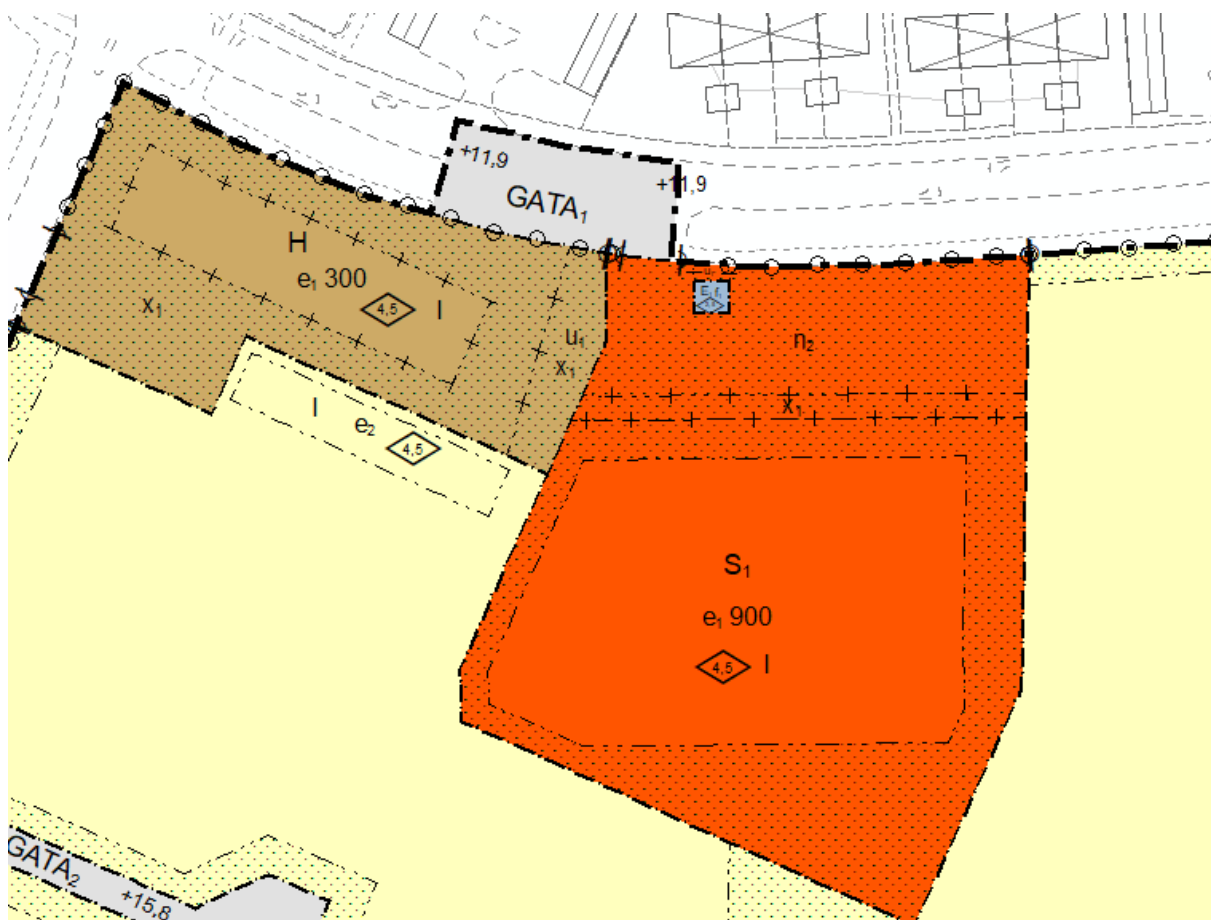 +11,9
+11,9
GATA₁
H
e₁ 300
4,5
I
x₁
u₁
x₁
n₂
x₁
I
e₂
4,5
S₁
e₁ 900
4,5
I
GATA₂
+15,8